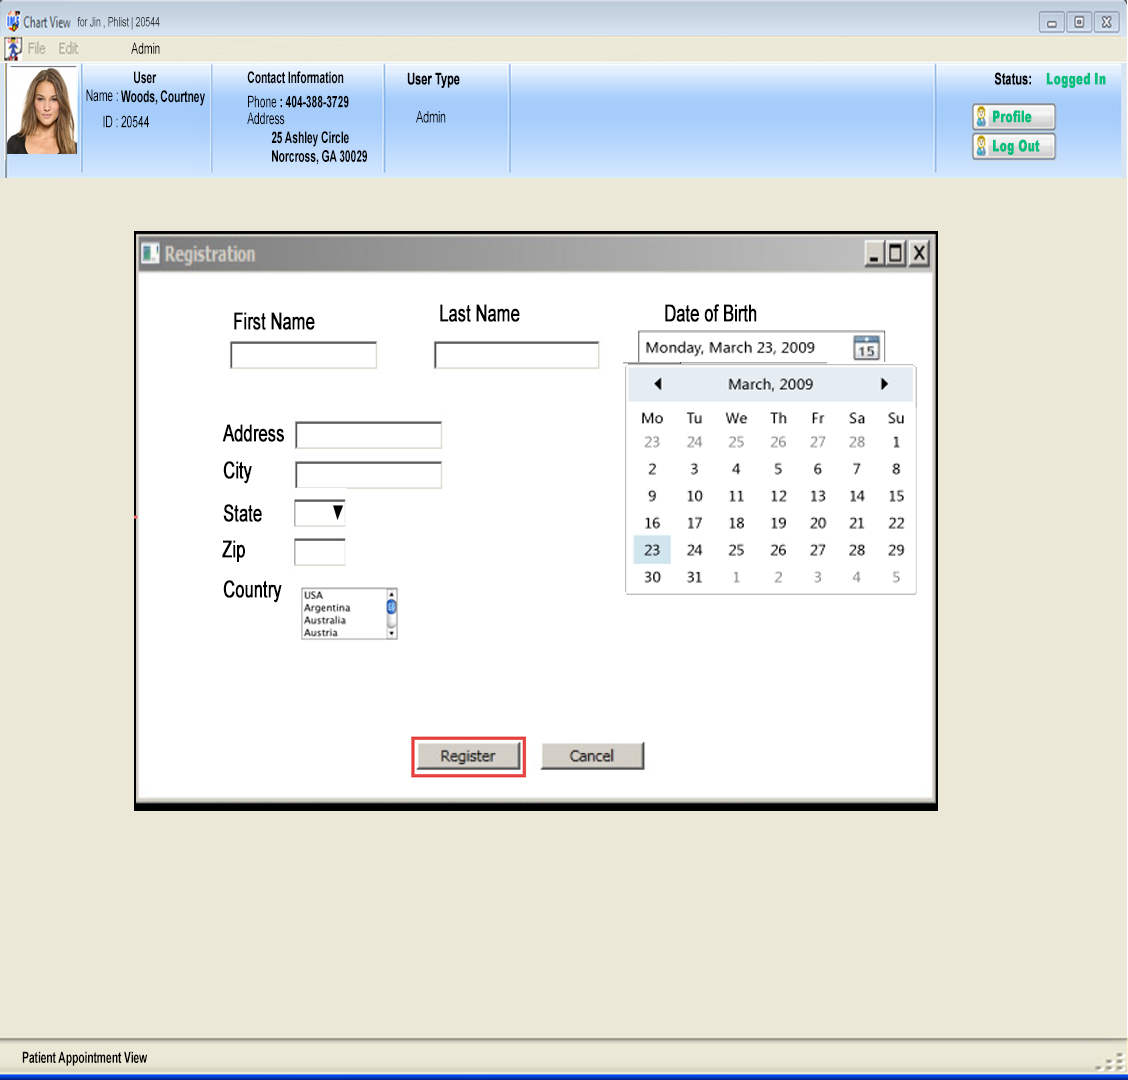 Chart View for Jin , Phlist | 20544
File Edit Admin
User
Name : Woods, Courtney
ID : 20544
Contact Information
Phone : 404-388-3729
Address
25 Ashley Circle
Norcross, GA 30029
User Type
Admin
Status: Logged In
Profile
Log Out
Registration
First Name
Last Name
Date of Birth
Monday, March 23, 2009 15
March, 2009
Mo Tu We Th Fr Sa Su
23 24 25 26 27 28 1
2 3 4 5 6 7 8
9 10 11 12 13 14 15
16 17 18 19 20 21 22
23 24 25 26 27 28 29
30 31 1 2 3 4 5
Address
City
State
Zip
Country
USA
Argentina
Australia
Austria
Register Cancel
Patient Appointment View